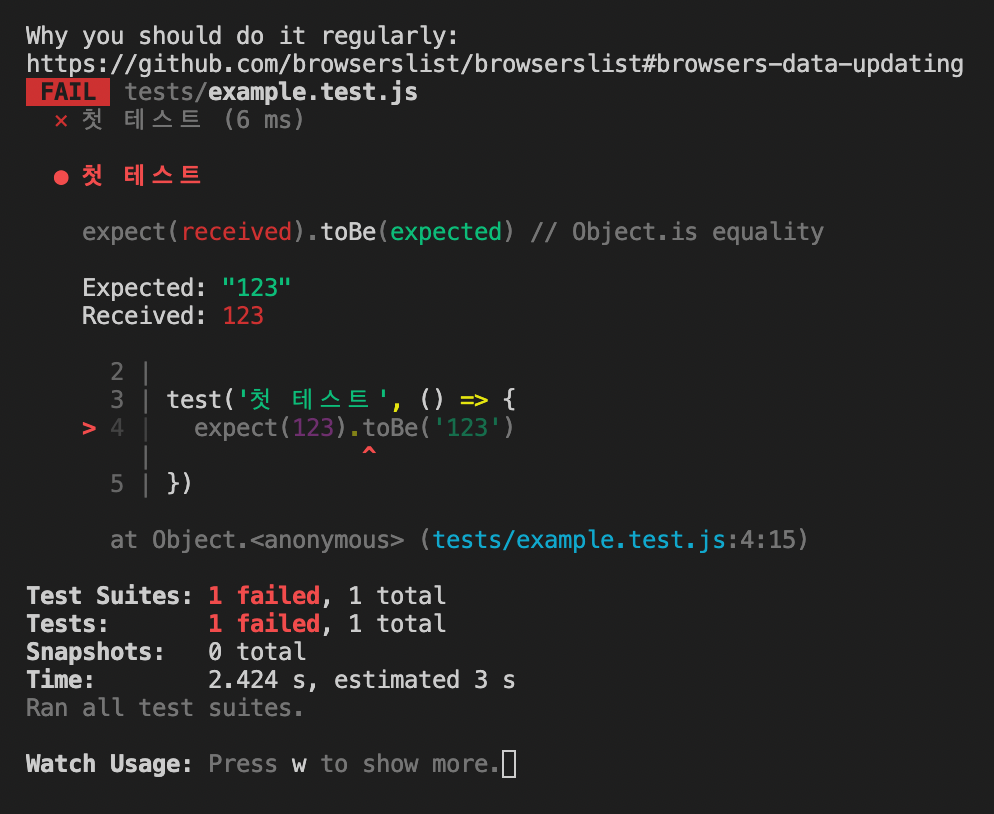 Why you should do it regularly:
https://github.com/browserslist/browserslist#browsers-data-updating
FAIL tests/example.test.js
✕ 첫 테스트 (6 ms)
● 첫 테스트
expect(received).toBe(expected) // Object.is equality
Expected: "123"
Received: 123
2 |
3 | test('첫 테스트', () => {
> 4 | expect(123).toBe('123')
| ^
5 | })
at Object.<anonymous> (tests/example.test.js:4:15)
Test Suites: 1 failed, 1 total
Tests: 1 failed, 1 total
Snapshots: 0 total
Time: 2.424 s, estimated 3 s
Ran all test suites.
Watch Usage: Press w to show more.